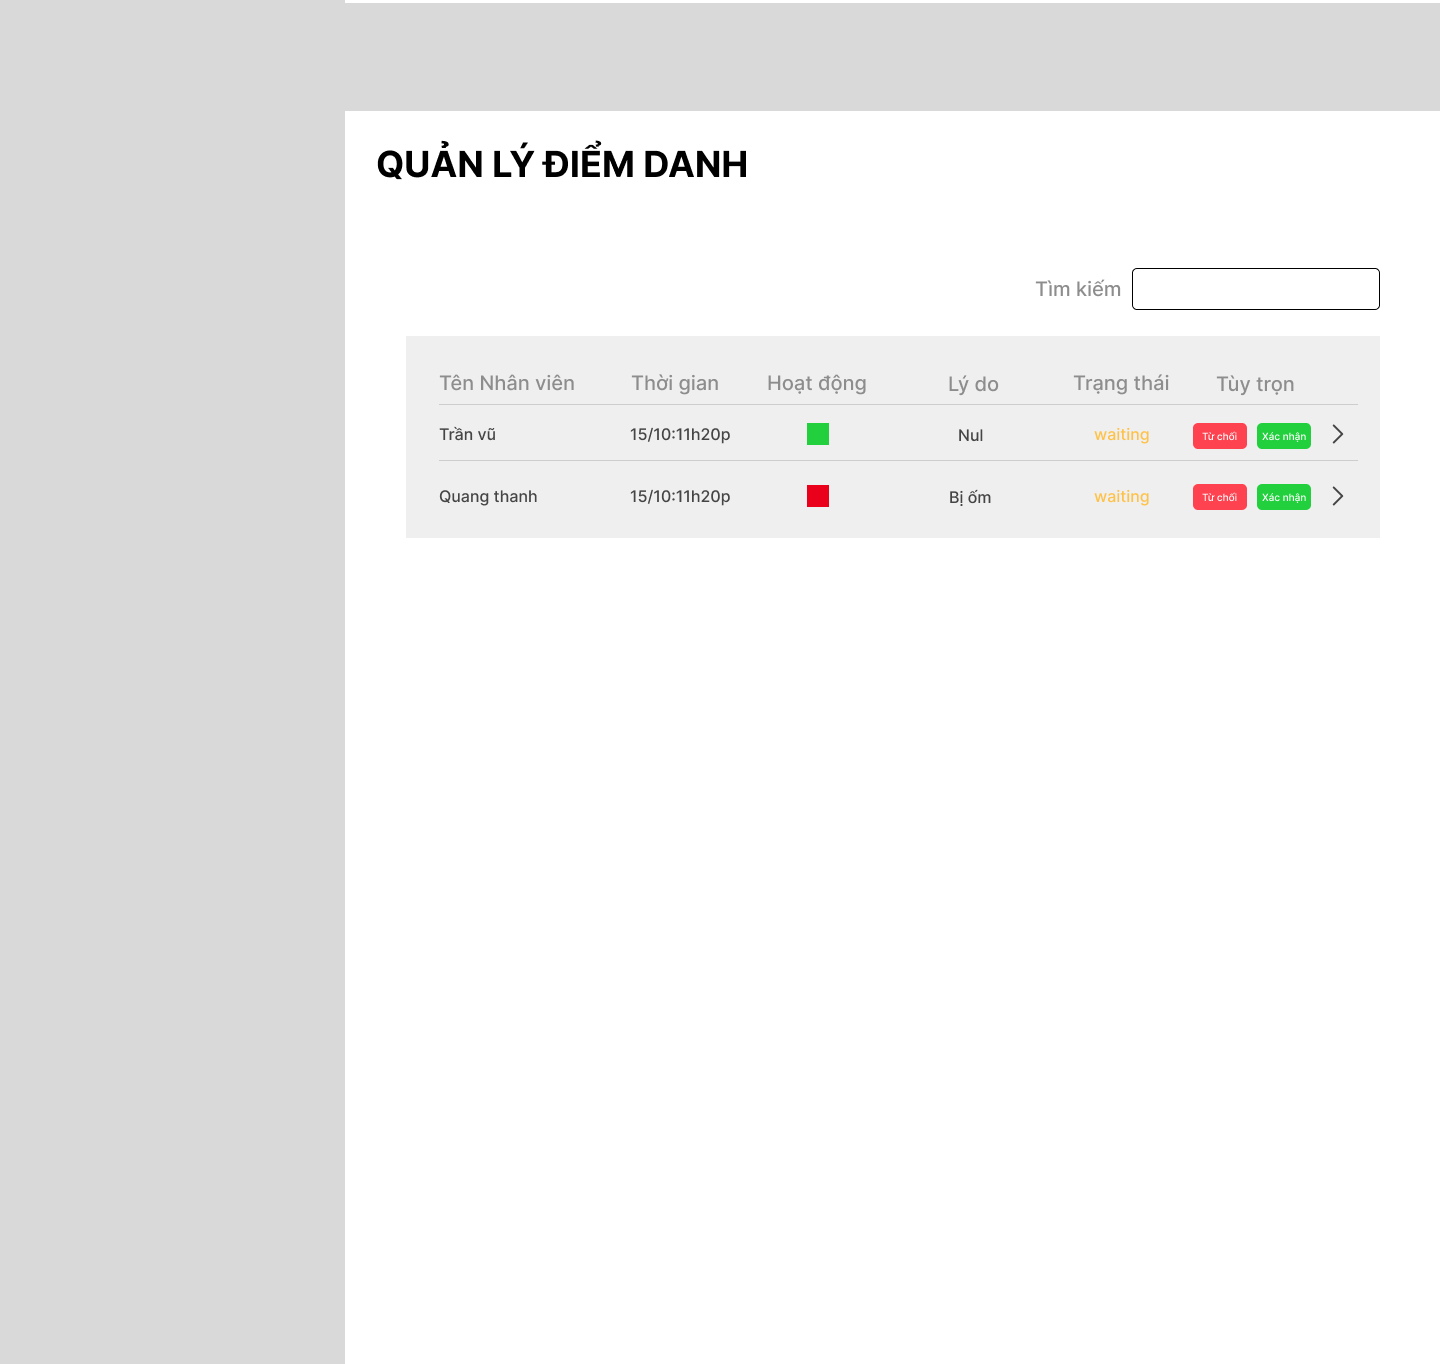 QUẢN LÝ ĐIỂM DANH
Tìm kiếm
Tên Nhân viên Thời gian Hoạt động Lý do Trạng thái Tùy trọn
Trần vũ 15/10:11h20p Nul waiting Từ chối Xác nhận
Quang thanh 15/10:11h20p Bị ốm waiting Từ chối Xác nhận